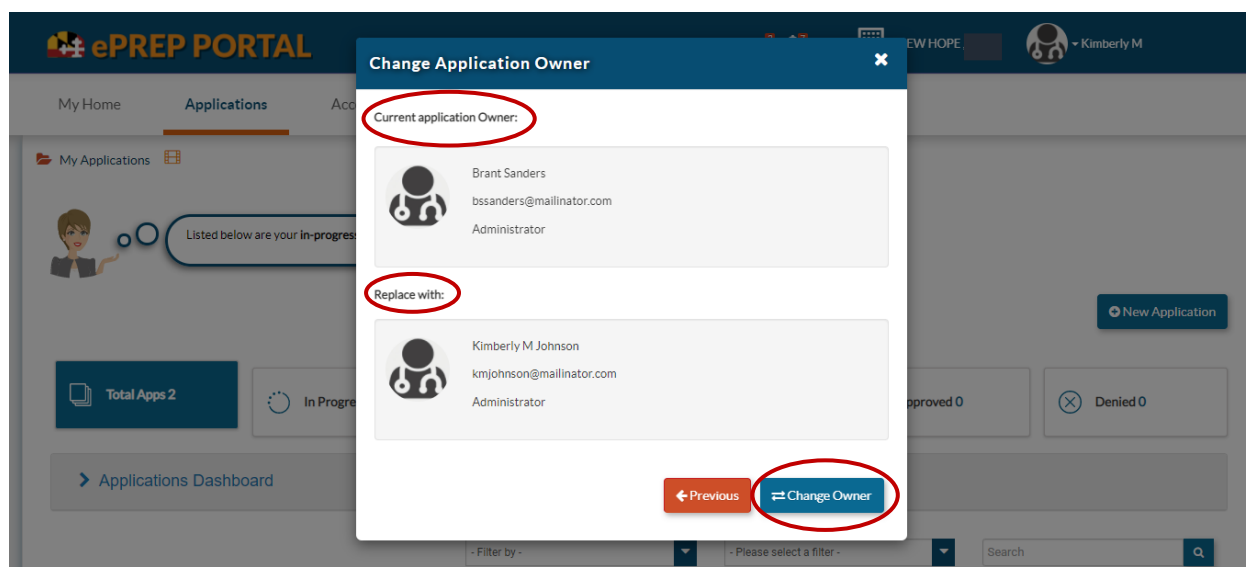 ePREP PORTAL
EW HOPE
Kimberly M
Change Application Owner
My Home Applications Acc
Current application Owner:
My Applications
Brant Sanders
bssanders@mailinator.com
Administrator
Listed below are your in-progress
Replace with:
New Application
Kimberly M Johnson
kmjohnson@mailinator.com
Administrator
Total Apps 2
In Progre
pproved 0
Denied 0
Applications Dashboard
Previous
Change Owner
- Filter by -
- Please select a filter -
Search